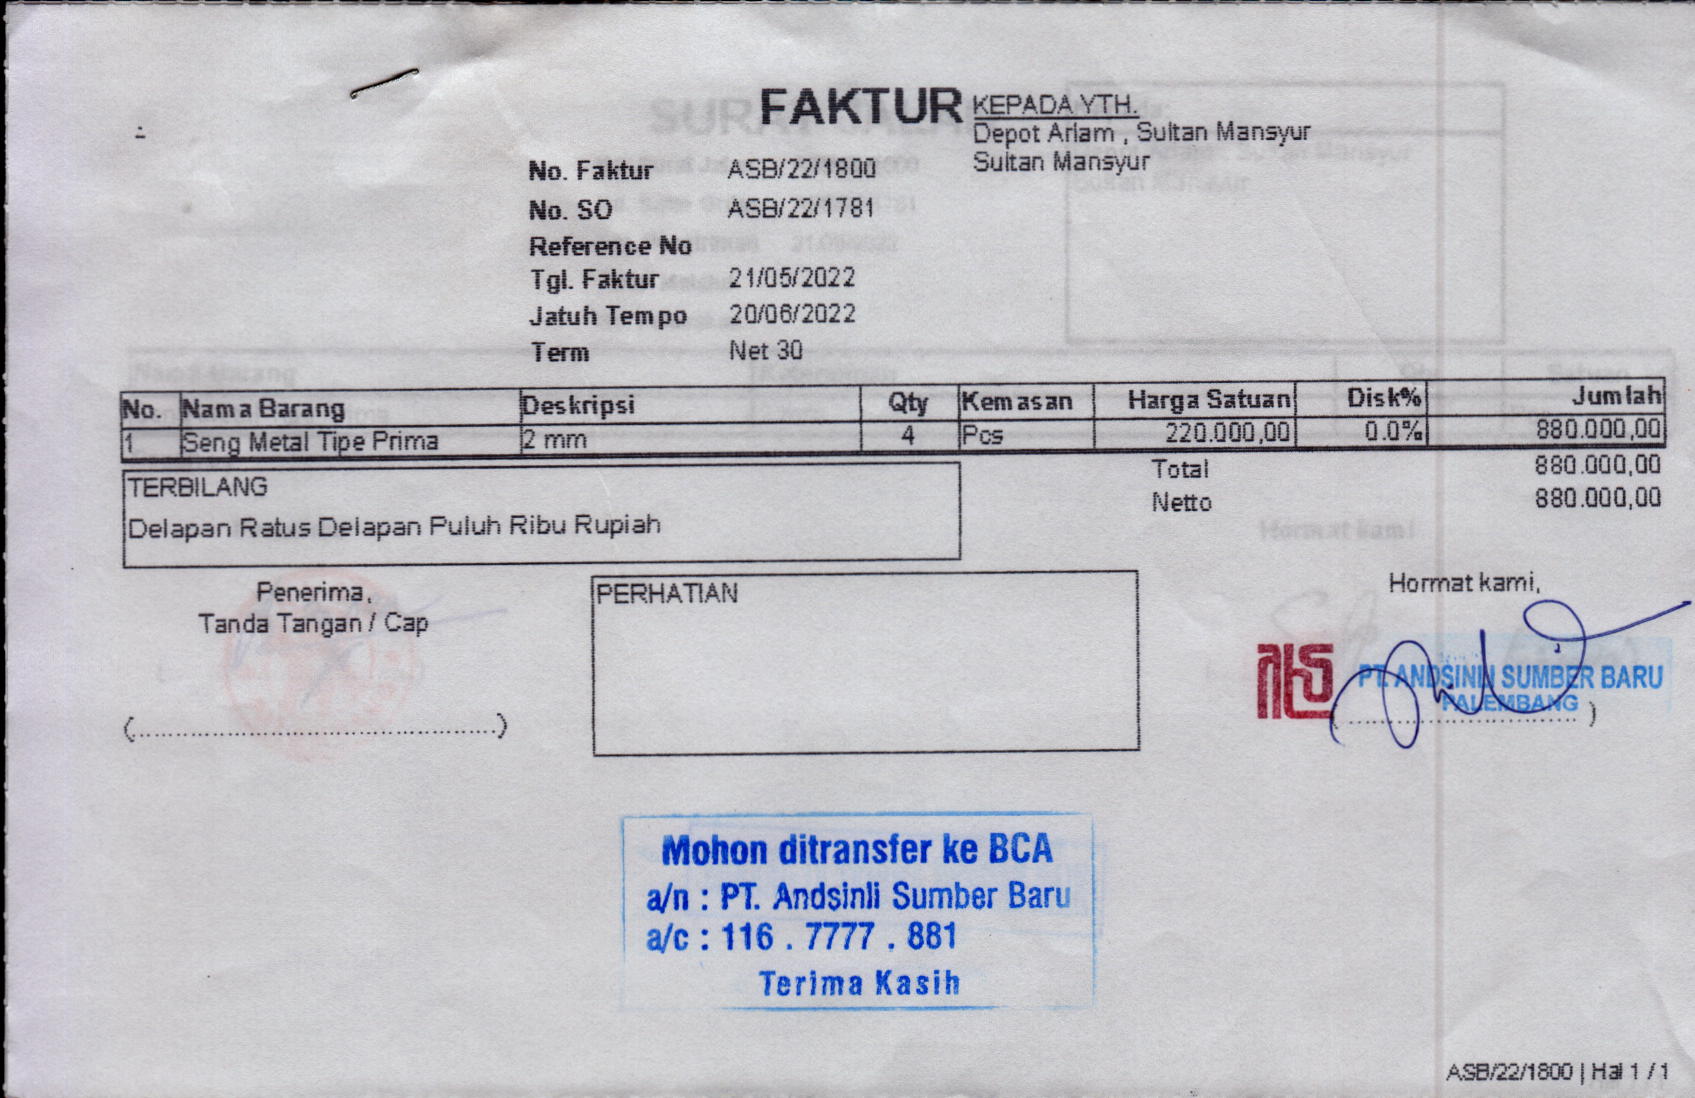 FAKTUR
KEPADA YTH.
Depot Ariam , Sultan Mansyur
Sultan Mansyur
No. Faktur ASB/22/1800
No. SO ASB/22/1781
Reference No
Tgl. Faktur 21/05/2022
Jatuh Tempo 20/06/2022
Term Net 30
No. Nama Barang Deskripsi Qty Kemasan Harga Satuan Disk% Jumlah
1 Seng Metal Tipe Prima 2 mm 4 Pcs 220.000,00 0.0% 880.000,00
Total 880.000,00
Netto 880.000,00
TERBILANG
Delapan Ratus Delapan Puluh Ribu Rupiah
Penerima,
Tanda Tangan / Cap
(..............................................)
PERHATIAN
Hormat kami,
PT. ANDSINLI SUMBER BARU
PALEMBANG
Mohon ditransfer ke BCA
a/n : PT. Andsinli Sumber Baru
a/c : 116 . 7777 . 881
Terima Kasih
ASB/22/1800 | Hal 1 / 1